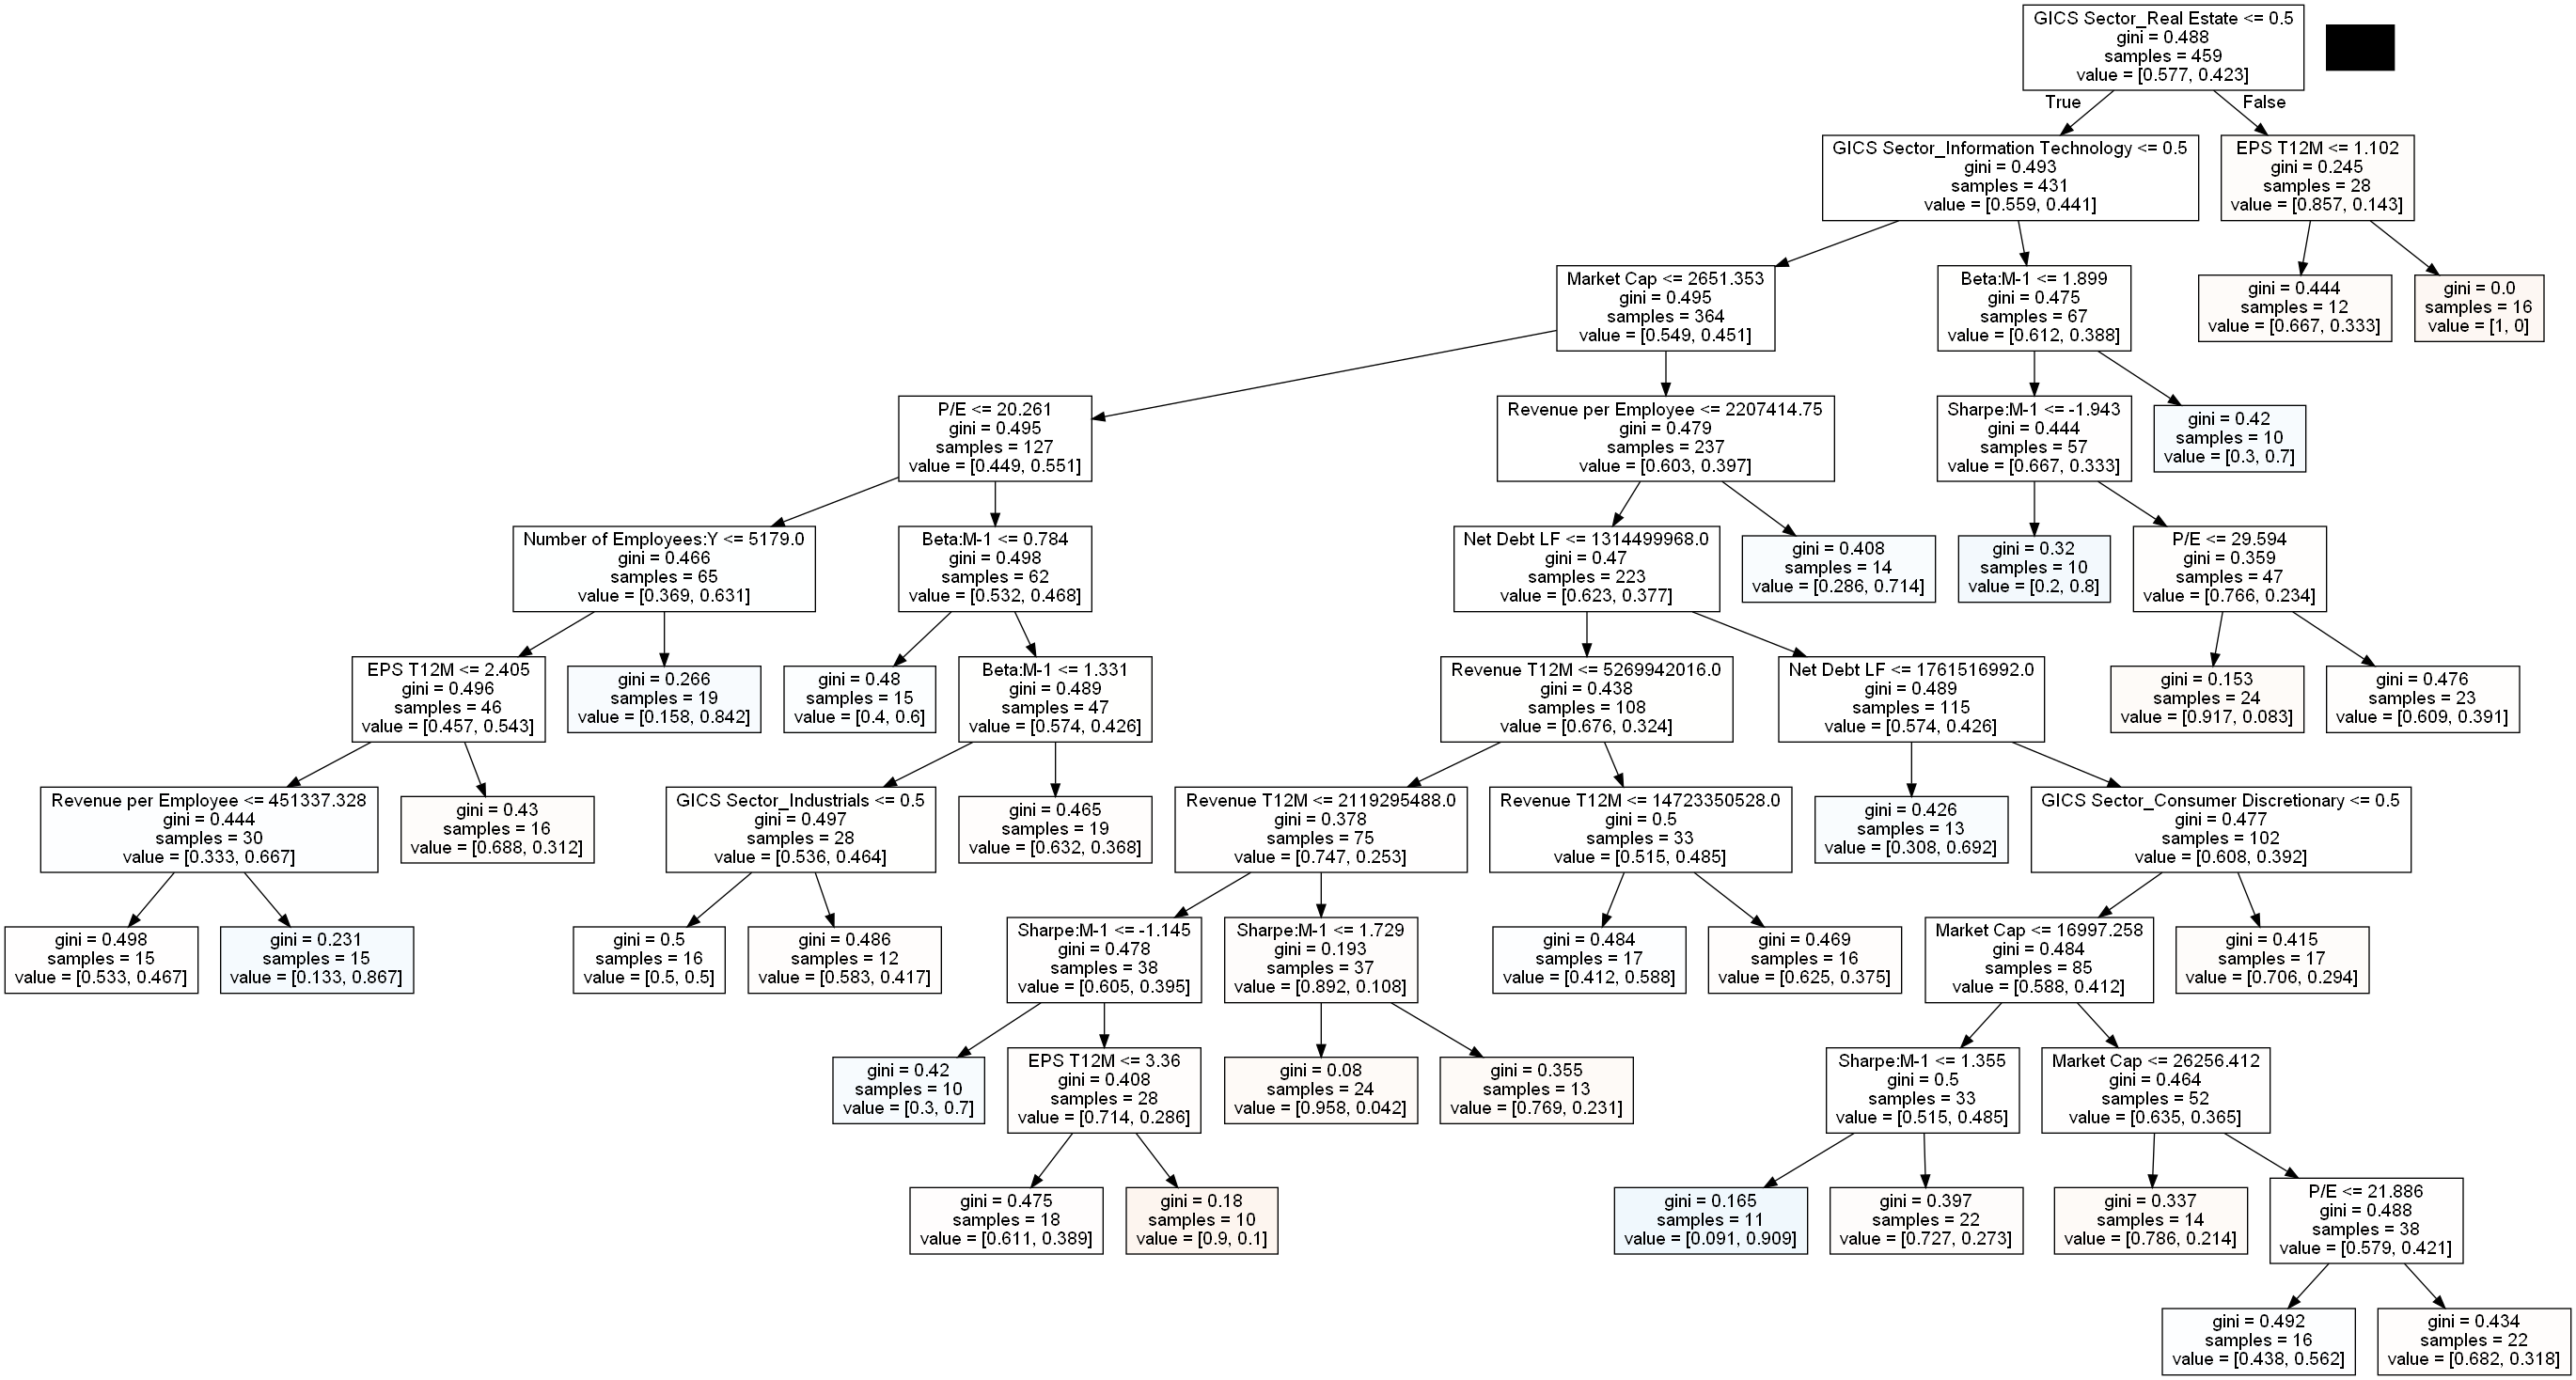 GICS Sector_Real Estate <= 0.5
gini = 0.488
samples = 459
value = [0.577, 0.423]
True
False
GICS Sector_Information Technology <= 0.5
gini = 0.493
samples = 431
value = [0.559, 0.441]
EPS T12M <= 1.102
gini = 0.245
samples = 28
value = [0.857, 0.143]
Market Cap <= 2651.353
gini = 0.495
samples = 364
value = [0.549, 0.451]
Beta:M-1 <= 1.899
gini = 0.475
samples = 67
value = [0.612, 0.388]
gini = 0.444
samples = 12
value = [0.667, 0.333]
gini = 0.0
samples = 16
value = [1, 0]
P/E <= 20.261
gini = 0.495
samples = 127
value = [0.449, 0.551]
Revenue per Employee <= 2207414.75
gini = 0.479
samples = 237
value = [0.603, 0.397]
Sharpe:M-1 <= -1.943
gini = 0.444
samples = 57
value = [0.667, 0.333]
gini = 0.42
samples = 10
value = [0.3, 0.7]
Number of Employees:Y <= 5179.0
gini = 0.466
samples = 65
value = [0.369, 0.631]
Beta:M-1 <= 0.784
gini = 0.498
samples = 62
value = [0.532, 0.468]
Net Debt LF <= 1314499968.0
gini = 0.47
samples = 223
value = [0.623, 0.377]
gini = 0.408
samples = 14
value = [0.286, 0.714]
gini = 0.32
samples = 10
value = [0.2, 0.8]
P/E <= 29.594
gini = 0.359
samples = 47
value = [0.766, 0.234]
EPS T12M <= 2.405
gini = 0.496
samples = 46
value = [0.457, 0.543]
gini = 0.266
samples = 19
value = [0.158, 0.842]
gini = 0.48
samples = 15
value = [0.4, 0.6]
Beta:M-1 <= 1.331
gini = 0.489
samples = 47
value = [0.574, 0.426]
Revenue T12M <= 5269942016.0
gini = 0.438
samples = 108
value = [0.676, 0.324]
Net Debt LF <= 1761516992.0
gini = 0.489
samples = 115
value = [0.574, 0.426]
gini = 0.153
samples = 24
value = [0.917, 0.083]
gini = 0.476
samples = 23
value = [0.609, 0.391]
Revenue per Employee <= 451337.328
gini = 0.444
samples = 30
value = [0.333, 0.667]
gini = 0.43
samples = 16
value = [0.688, 0.312]
GICS Sector_Industrials <= 0.5
gini = 0.497
samples = 28
value = [0.536, 0.464]
gini = 0.465
samples = 19
value = [0.632, 0.368]
Revenue T12M <= 2119295488.0
gini = 0.378
samples = 75
value = [0.747, 0.253]
Revenue T12M <= 14723350528.0
gini = 0.5
samples = 33
value = [0.515, 0.485]
gini = 0.426
samples = 13
value = [0.308, 0.692]
GICS Sector_Consumer Discretionary <= 0.5
gini = 0.477
samples = 102
value = [0.608, 0.392]
gini = 0.498
samples = 15
value = [0.533, 0.467]
gini = 0.231
samples = 15
value = [0.133, 0.867]
gini = 0.5
samples = 16
value = [0.5, 0.5]
gini = 0.486
samples = 12
value = [0.583, 0.417]
Sharpe:M-1 <= -1.145
gini = 0.478
samples = 38
value = [0.605, 0.395]
Sharpe:M-1 <= 1.729
gini = 0.193
samples = 37
value = [0.892, 0.108]
gini = 0.484
samples = 17
value = [0.412, 0.588]
gini = 0.469
samples = 16
value = [0.625, 0.375]
Market Cap <= 16997.258
gini = 0.484
samples = 85
value = [0.588, 0.412]
gini = 0.415
samples = 17
value = [0.706, 0.294]
gini = 0.42
samples = 10
value = [0.3, 0.7]
EPS T12M <= 3.36
gini = 0.408
samples = 28
value = [0.714, 0.286]
gini = 0.08
samples = 24
value = [0.958, 0.042]
gini = 0.355
samples = 13
value = [0.769, 0.231]
Sharpe:M-1 <= 1.355
gini = 0.5
samples = 33
value = [0.515, 0.485]
Market Cap <= 26256.412
gini = 0.464
samples = 52
value = [0.635, 0.365]
gini = 0.475
samples = 18
value = [0.611, 0.389]
gini = 0.18
samples = 10
value = [0.9, 0.1]
gini = 0.165
samples = 11
value = [0.091, 0.909]
gini = 0.397
samples = 22
value = [0.727, 0.273]
gini = 0.337
samples = 14
value = [0.786, 0.214]
P/E <= 21.886
gini = 0.488
samples = 38
value = [0.579, 0.421]
gini = 0.492
samples = 16
value = [0.438, 0.562]
gini = 0.434
samples = 22
value = [0.682, 0.318]